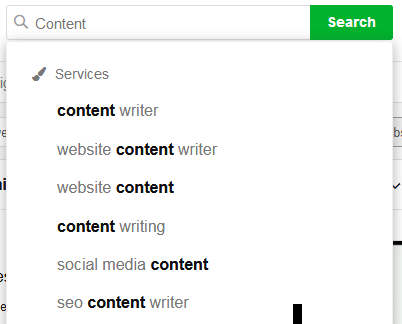 Content
Search
Services
content writer
website content writer
website content
content writing
social media content
seo content writer